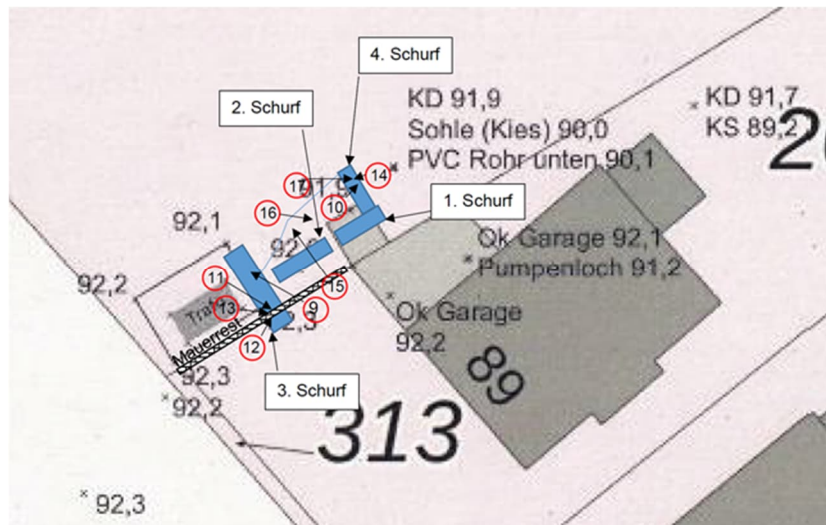 4. Schurf
2. Schurf
KD 91,9
Sohle (Kies) 90,0
PVC Rohr unten 90,1
KD 91,7
KS 89,2
17
14
91,9
10
16
1. Schurf
92,1
Ok Garage 92,1
Pumpenloch 91,2
11
92,2
15
13
9
Ok Garage
92,2
Mauerrest
12
92,3
92,2
3. Schurf
89
313
92,3